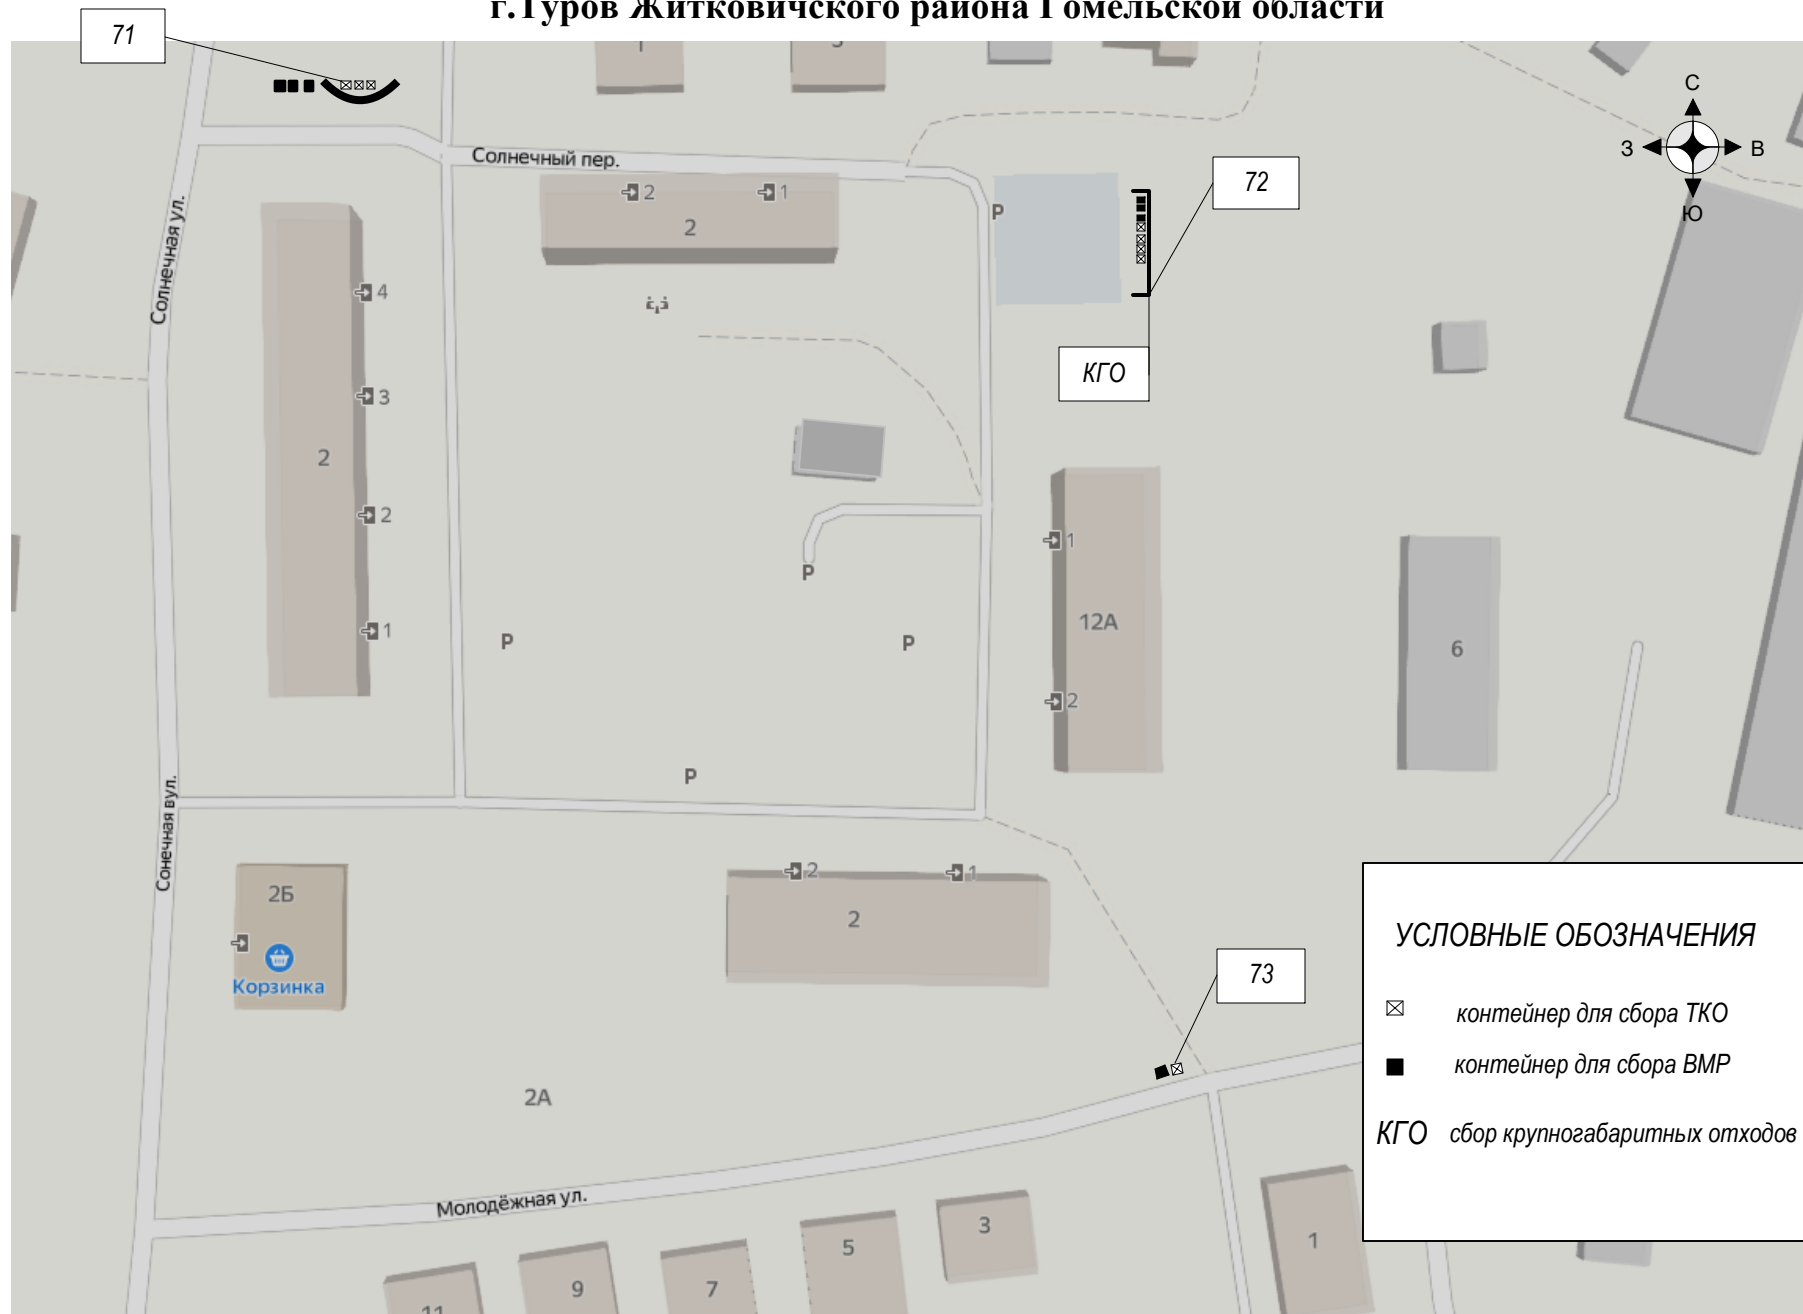 г.Туров Житковичского района Гомельской области
71
С
З
В
Ю
Солнечный пер.
72
2
1
Р
2
Солнечная ул.
4
КГО
3
2
2
1
Р
12А
1
Р
Р
6
2
Р
Сонечная вул.
2Б
2
1
2
Корзинка
73
УСЛОВНЫЕ ОБОЗНАЧЕНИЯ
контейнер для сбора ТКО
контейнер для сбора ВМР
КГО сбор крупногабаритных отходов
2А
Молодёжная ул.
3
5
1
7
9
11